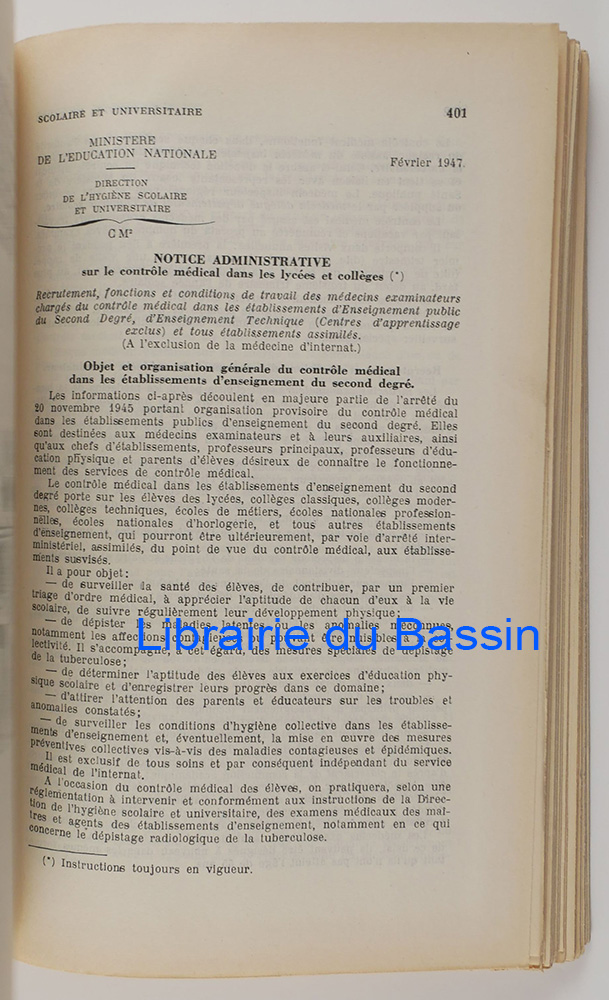 SCOLAIRE ET UNIVERSITAIRE 401
MINISTERE
DE L'EDUCATION NATIONALE
Février 1947
DIRECTION
DE L'HYGIÈNE SCOLAIRE
ET UNIVERSITAIRE
C M²
NOTICE ADMINISTRATIVE
sur le contrôle médical dans les lycées et collèges (*)
Recrutement, fonctions et conditions de travail des médecins examinateurs
chargés du contrôle médical dans les établissements d'Enseignement public
du Second Degré, d'Enseignement Technique (Centres d'apprentissage
exclus) et tous établissements assimilés.
(A l'exclusion de la médecine d'internat.)
Objet et organisation générale du contrôle médical
dans les établissements d'enseignement du second degré.
Les informations ci-après découlent en majeure partie de l'arrêté du
20 novembre 1945 portant organisation provisoire du contrôle médical
dans les établissements publics d'enseignement du second degré. Elles
sont destinées aux médecins examinateurs et à leurs auxiliaires, ainsi
qu'aux chefs d'établissements, professeurs principaux, professeurs d'édu-
cation physique et parents d'élèves désireux de connaître le fonctionne-
ment des services de contrôle médical.
Le contrôle médical dans les établissements d'enseignement du second
degré porte sur les élèves des lycées, collèges classiques, collèges moder-
nes, collèges techniques, écoles de métiers, écoles nationales profession-
nelles, écoles nationales d'horlogerie, et tous autres établissements
d'enseignement, qui pourront être ultérieurement, par voie d'arrêté inter-
ministériel, assimilés, du point de vue du contrôle médical, aux établisse-
ments susvisés.
Il a pour objet :
— de surveiller la santé des élèves, de contribuer, par un premier
triage d'ordre médical, à apprécier l'aptitude de chacun d'eux à la vie
scolaire, de suivre régulièrement leur développement physique;
— de dépister les maladies latentes ou les anomalies méconnues,
notamment les affections contagieuses qui peuvent être nuisibles à la col-
lectivité. Il s'accompagne, à cet égard, des mesures spéciales de dépistage
de la tuberculose;
— de déterminer l'aptitude des élèves aux exercices d'éducation phy-
sique scolaire et d'enregistrer leurs progrès dans ce domaine;
— d'attirer l'attention des parents et éducateurs sur les troubles et
anomalies constatés;
— de surveiller les conditions d'hygiène collective dans les établisse-
ments d'enseignement et, éventuellement, la mise en œuvre des mesures
préventives collectives vis-à-vis des maladies contagieuses et épidémiques.
Il est exclusif de tous soins et par conséquent indépendant du service
médical de l'internat.
A l'occasion du contrôle médical des élèves, on pratiquera, selon une
réglementation à intervenir et conformément aux instructions de la Direc-
tion de l'hygiène scolaire et universitaire, des examens médicaux des maî-
tres et agents des établissements d'enseignement, notamment en ce qui
concerne le dépistage radiologique de la tuberculose.
(*) Instructions toujours en vigueur.
Librairie du Bassin